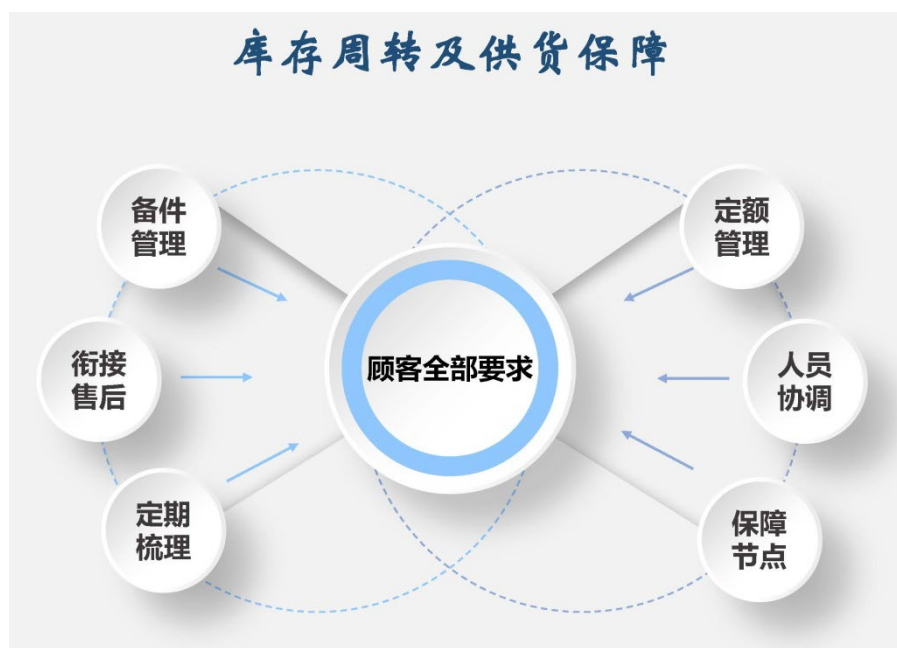 库存周转及供货保障
备件
管理
衔接
售后
定期
梳理
顾客全部要求
定额
管理
人员
协调
保障
节点